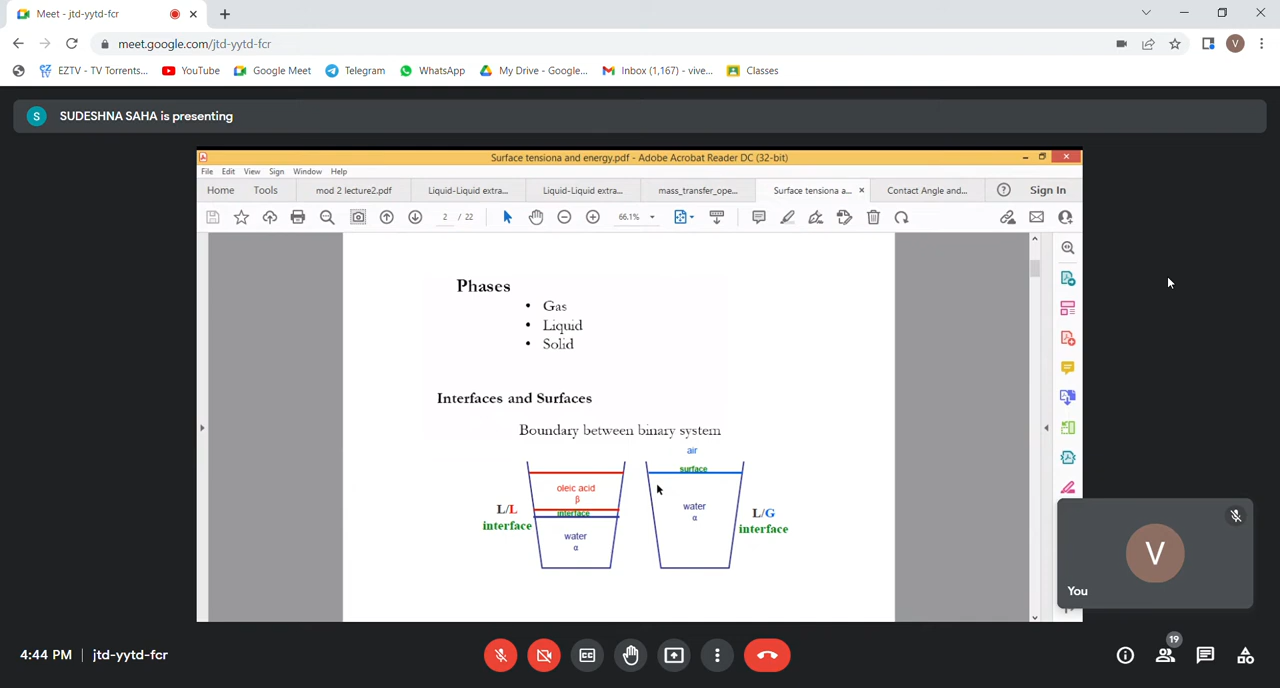 Meet - jtd-yytd-fcr
meet.google.com/jtd-yytd-fcr
V
EZTV - TV Torrents... YouTube Google Meet Telegram WhatsApp My Drive - Google... Inbox (1,167) - vive... Classes
S SUDESHNA SAHA is presenting
Surface tensiona and energy.pdf - Adobe Acrobat Reader DC (32-bit)
File Edit View Sign Window Help
Home Tools mod 2 lecture2.pdf Liquid-Liquid extra... Liquid-Liquid extra... mass_transfer_ope... Surface tensiona a... Contact Angle and... Sign In
2 / 22 66.1%
Phases
• Gas
• Liquid
• Solid
Interfaces and Surfaces
Boundary between binary system
air
surface
oleic acid
β
L/L
interface
interface
water
α
water
α
L/G
interface
V
You
4:44 PM | jtd-yytd-fcr
19